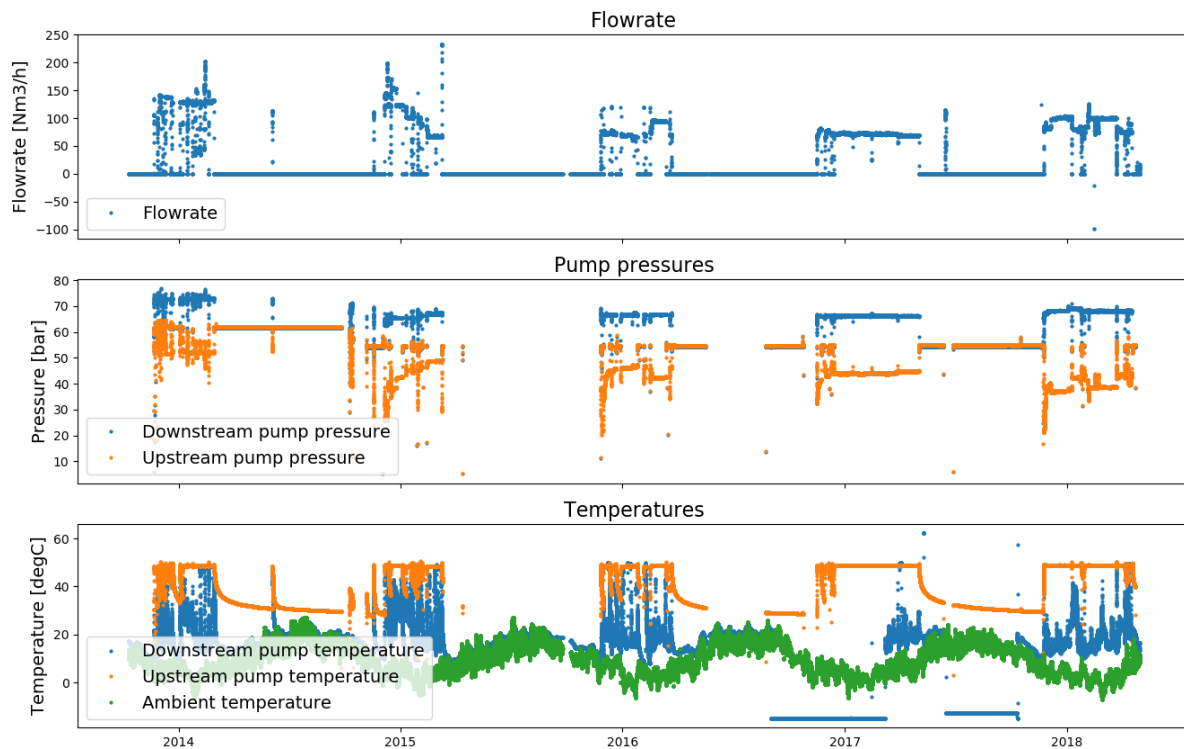 Flowrate
Flowrate [Nm3/h]
250
200
150
100
50
0
−50
−100
Flowrate
Pump pressures
Pressure [bar]
80
70
60
50
40
30
20
10
Downstream pump pressure
Upstream pump pressure
Temperatures
Temperature [degC]
60
40
20
0
Downstream pump temperature
Upstream pump temperature
Ambient temperature
2014 2015 2016 2017 2018